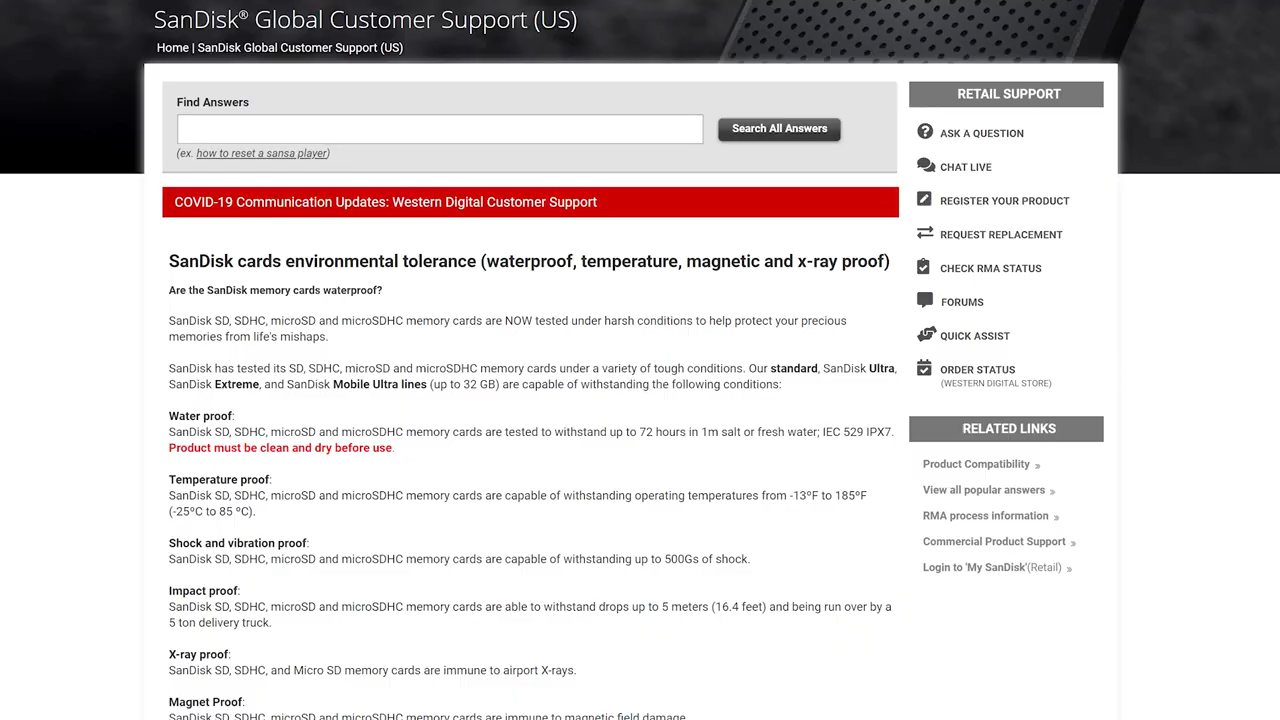 SanDisk® Global Customer Support (US)
Home | SanDisk Global Customer Support (US)
Find Answers
Search All Answers
(ex. how to reset a sansa player)
COVID-19 Communication Updates: Western Digital Customer Support
SanDisk cards environmental tolerance (waterproof, temperature, magnetic and x-ray proof)
Are the SanDisk memory cards waterproof?
SanDisk SD, SDHC, microSD and microSDHC memory cards are NOW tested under harsh conditions to help protect your precious
memories from life's mishaps.
SanDisk has tested its SD, SDHC, microSD and microSDHC memory cards under a variety of tough conditions. Our standard, SanDisk Ultra,
SanDisk Extreme, and SanDisk Mobile Ultra lines (up to 32 GB) are capable of withstanding the following conditions:
Water proof:
SanDisk SD, SDHC, microSD and microSDHC memory cards are tested to withstand up to 72 hours in 1m salt or fresh water; IEC 529 IPX7.
Product must be clean and dry before use.
Temperature proof:
SanDisk SD, SDHC, microSD and microSDHC memory cards are capable of withstanding operating temperatures from -13ºF to 185ºF
(-25ºC to 85 ºC).
Shock and vibration proof:
SanDisk SD, SDHC, microSD and microSDHC memory cards are capable of withstanding up to 500Gs of shock.
Impact proof:
SanDisk SD, SDHC, microSD and microSDHC memory cards are able to withstand drops up to 5 meters (16.4 feet) and being run over by a
5 ton delivery truck.
X-ray proof:
SanDisk SD, SDHC, and Micro SD memory cards are immune to airport X-rays.
Magnet Proof:
SanDisk SD, SDHC, microSD and microSDHC memory cards are immune to magnetic field damage.
RETAIL SUPPORT
ASK A QUESTION
CHAT LIVE
REGISTER YOUR PRODUCT
REQUEST REPLACEMENT
CHECK RMA STATUS
FORUMS
QUICK ASSIST
ORDER STATUS
(WESTERN DIGITAL STORE)
RELATED LINKS
Product Compatibility »
View all popular answers »
RMA process information »
Commercial Product Support »
Login to 'My SanDisk'(Retail) »